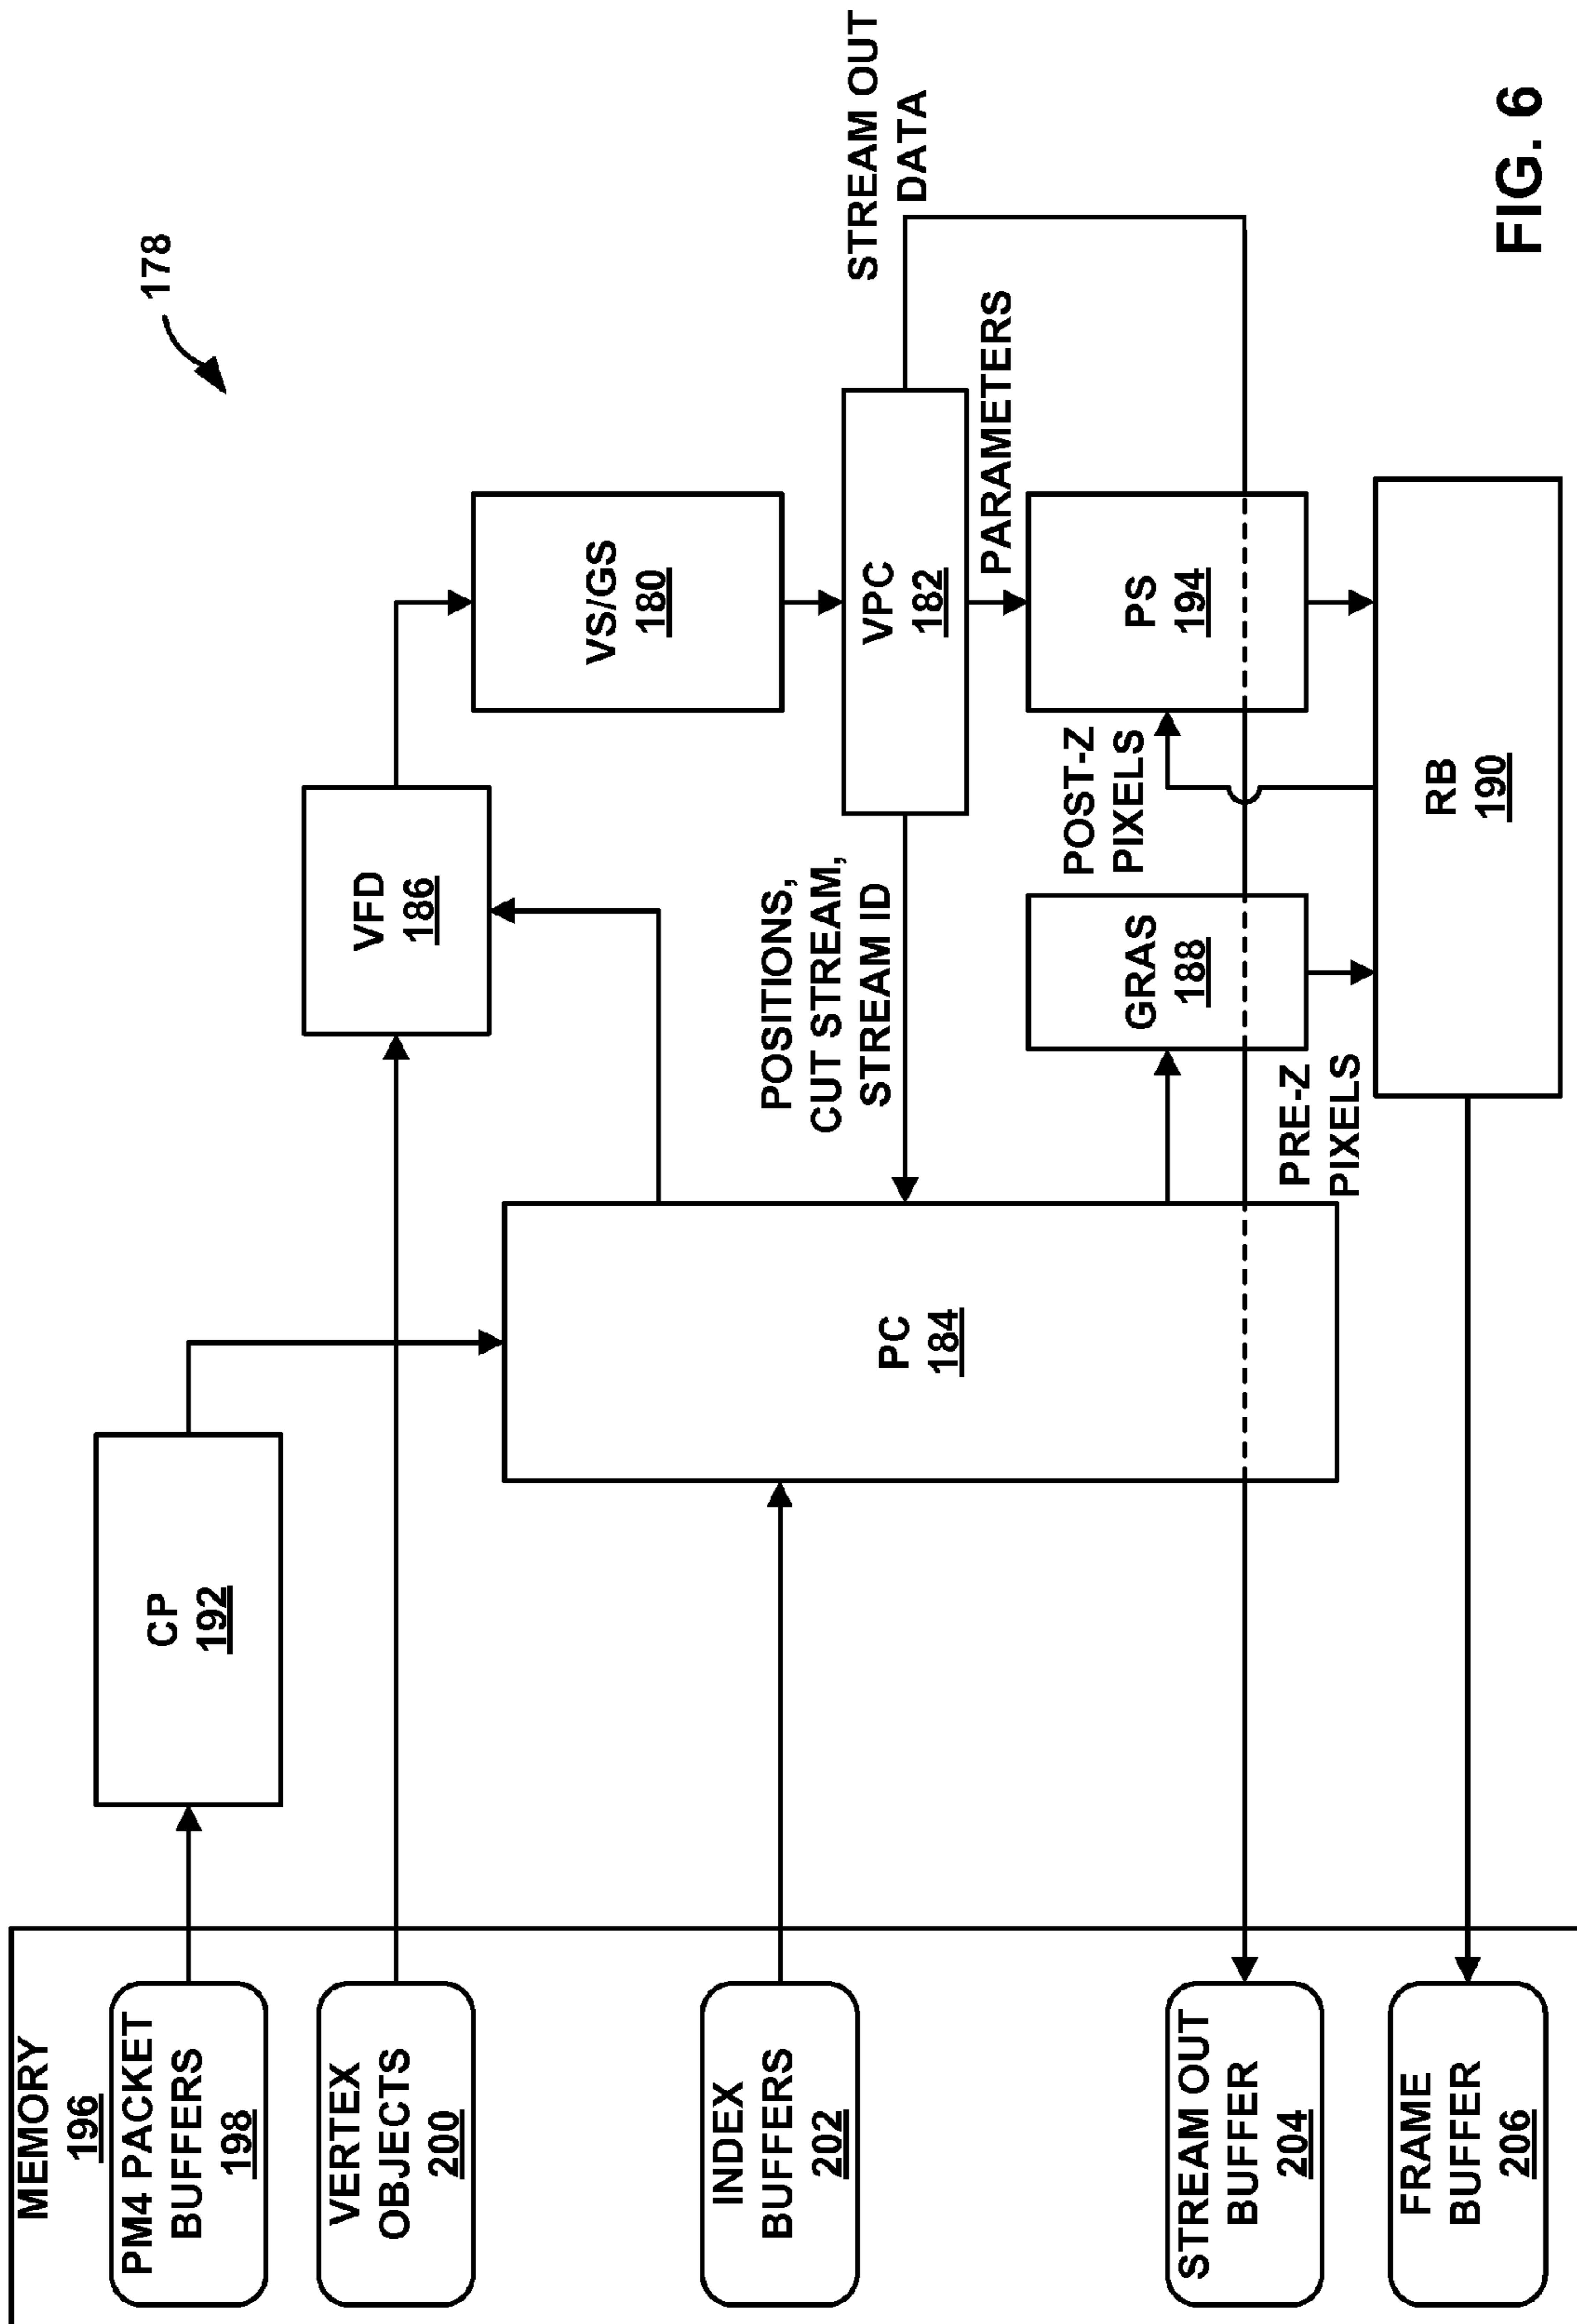 178
MEMORY
196
PM4 PACKET
BUFFERS
198
CP
192
VERTEX
OBJECTS
200
VFD
186
VS/GS
180
INDEX
BUFFERS
202
PC
184
POSITIONS,
CUT STREAM,
STREAM ID
VPC
182
STREAM OUT
DATA
PARAMETERS
STREAM OUT
BUFFER
204
GRAS
188
POST-Z
PIXELS
PS
194
PRE-Z
PIXELS
FRAME
BUFFER
206
RB
190
FIG. 6